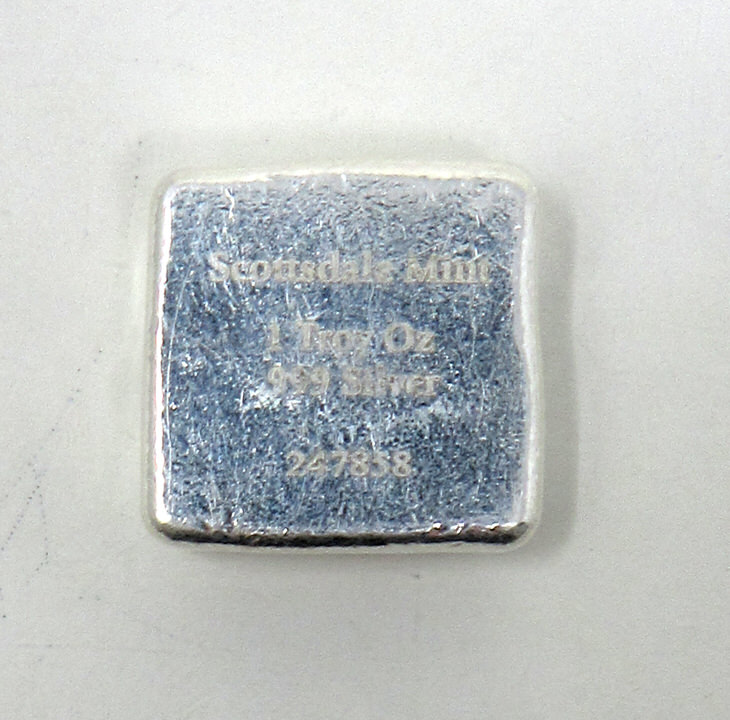 Scottsdale Mint
1 Troy Oz
999 Silver
247858